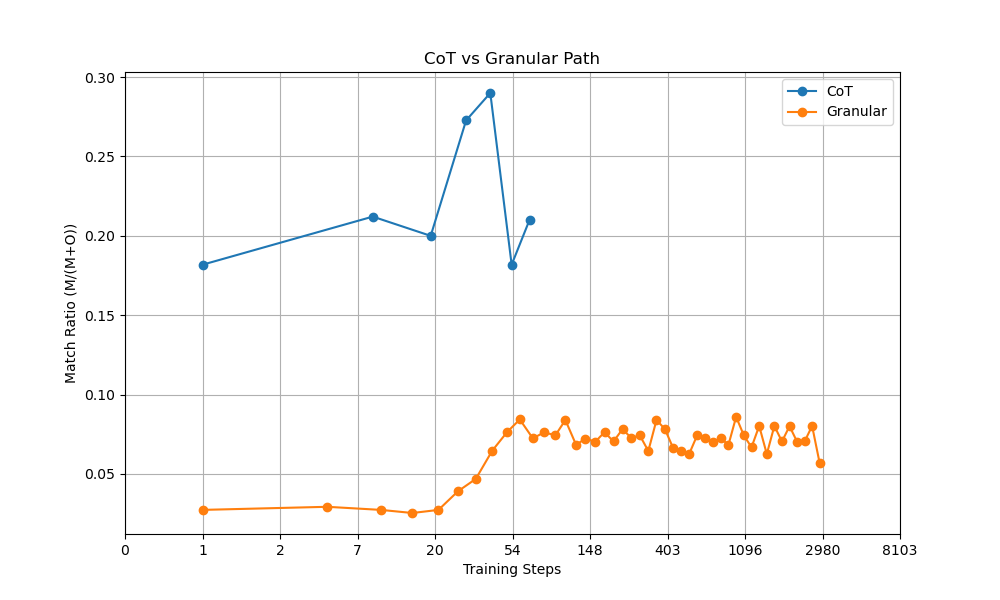 CoT vs Granular Path
0.30
0.25
0.20
0.15
0.10
0.05
Match Ratio (M/(M+O))
CoT
Granular
0 1 2 7 20 54 148 403 1096 2980 8103
Training Steps